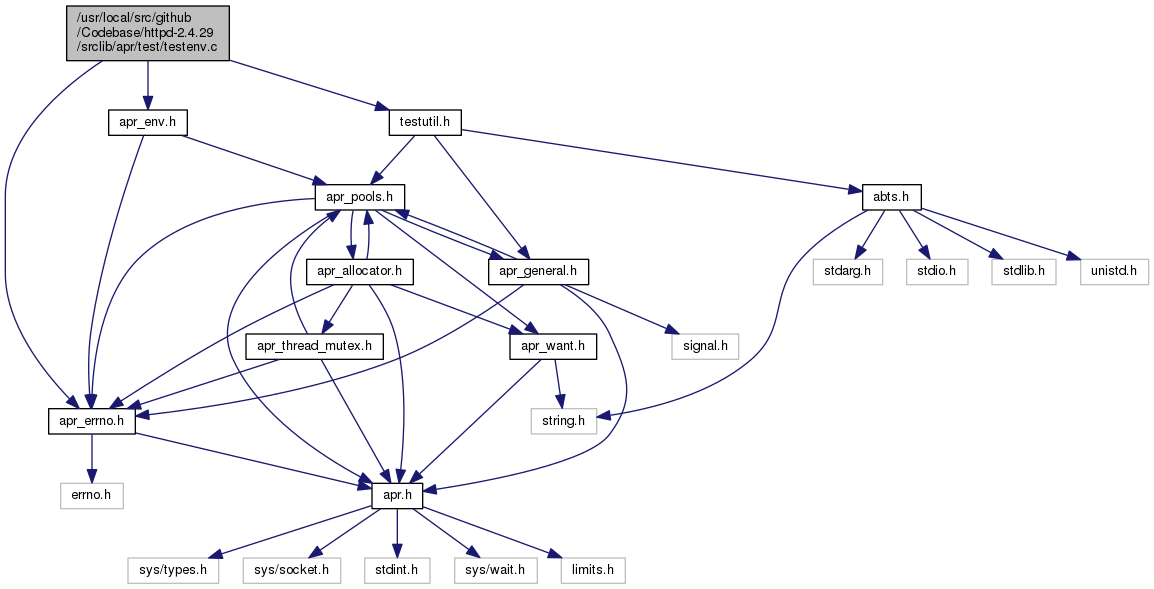 /usr/local/src/github
/Codebase/httpd-2.4.29
/srclib/apr/test/testenv.c
apr_env.h
testutil.h
apr_pools.h
abts.h
apr_allocator.h
apr_general.h
stdarg.h
stdio.h
stdlib.h
unistd.h
apr_thread_mutex.h
apr_want.h
signal.h
apr_errno.h
string.h
errno.h
apr.h
sys/types.h
sys/socket.h
stdint.h
sys/wait.h
limits.h